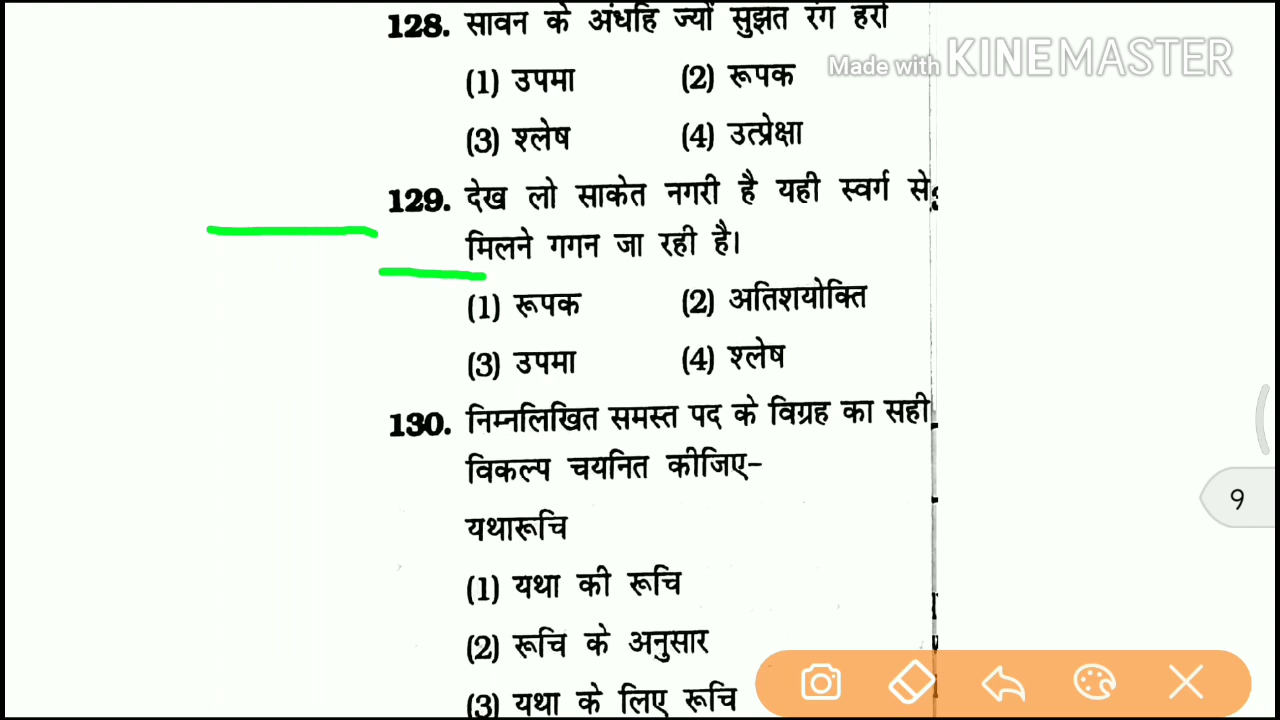 128. सावन के अंधहि ज्यों सुझत रंग हरो
Made with KINEMASTER
(1) उपमा (2) रूपक
(3) श्लेष (4) उत्प्रेक्षा
129. देख लो साकेत नगरी है यही स्वर्ग से
मिलने गगन जा रही है।
(1) रूपक (2) अतिशयोक्ति
(3) उपमा (4) श्लेष
130. निम्नलिखित समस्त पद के विग्रह का सही
विकल्प चयनित कीजिए-
9
यथारूचि
(1) यथा की रूचि
(2) रूचि के अनुसार
(3) यथा के लिए रूचि